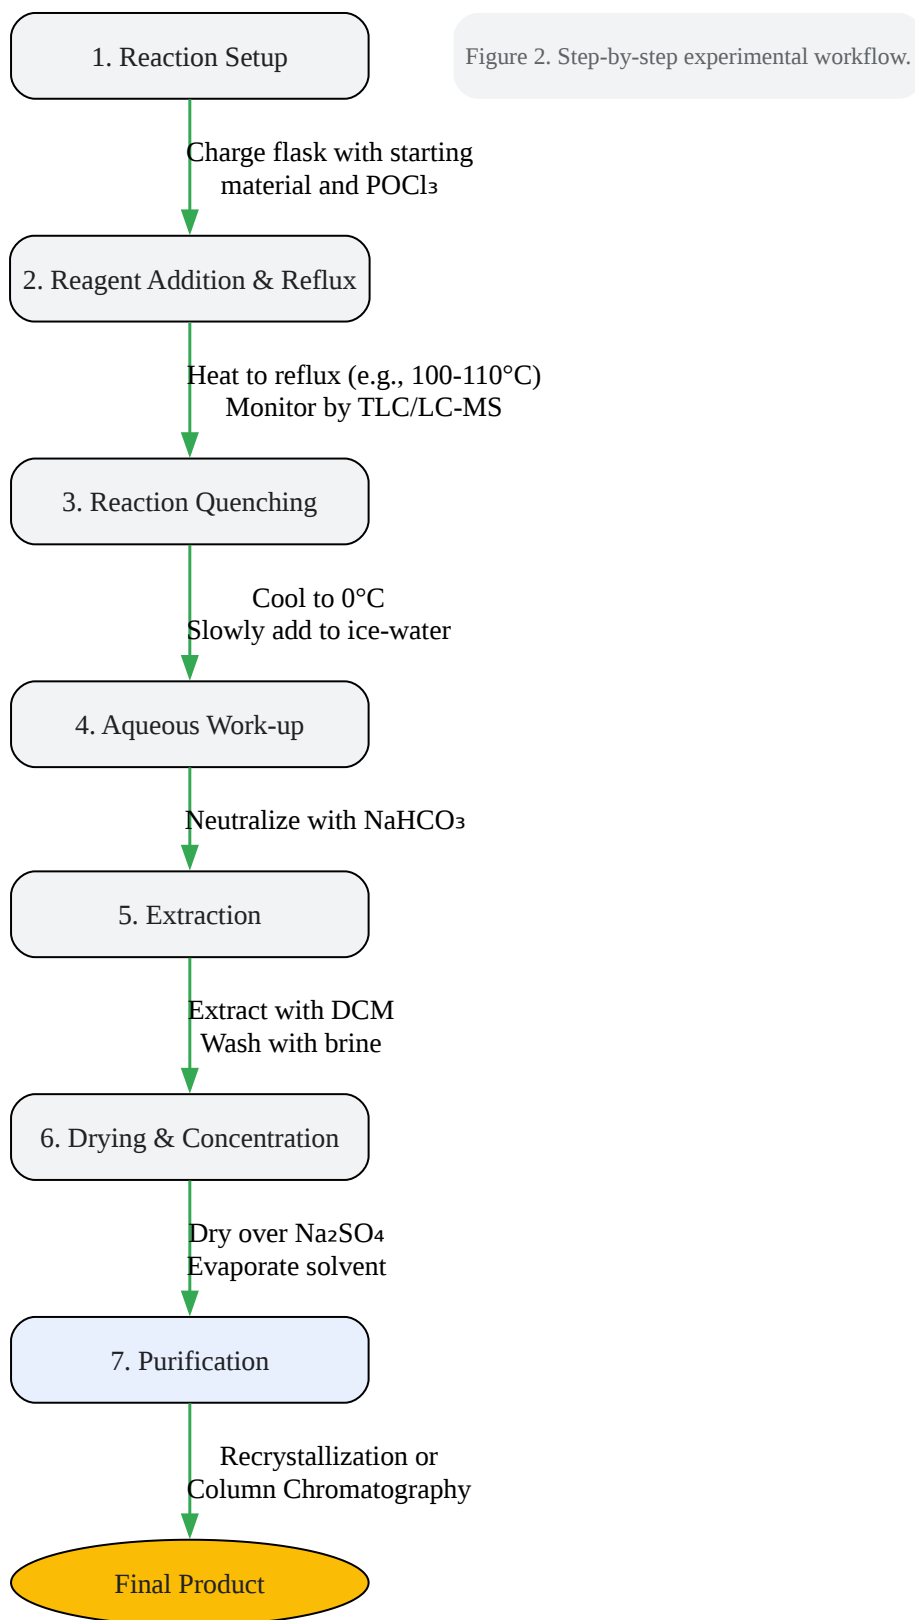 1. Reaction Setup
Figure 2. Step-by-step experimental workflow.
Charge flask with starting
material and POCl₃
2. Reagent Addition & Reflux
Heat to reflux (e.g., 100-110°C)
Monitor by TLC/LC-MS
3. Reaction Quenching
Cool to 0°C
Slowly add to ice-water
4. Aqueous Work-up
Neutralize with NaHCO₃
5. Extraction
Extract with DCM
Wash with brine
6. Drying & Concentration
Dry over Na₂SO₄
Evaporate solvent
7. Purification
Recrystallization or
Column Chromatography
Final Product